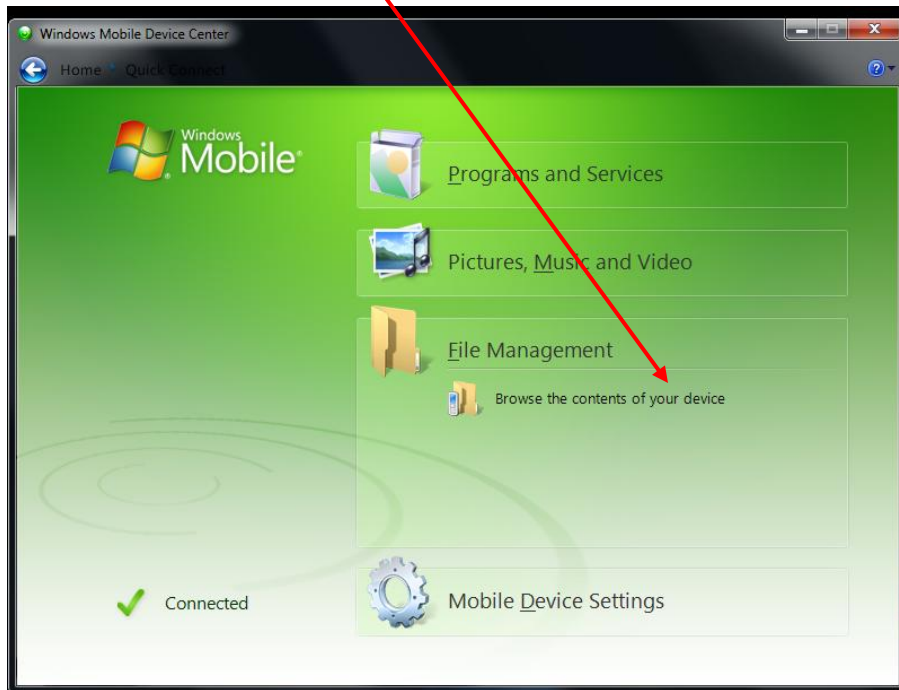 Windows Mobile Device Center
Home Quick Connect
Windows
Mobile®
Programs and Services
Pictures, Music and Video
File Management
Browse the contents of your device
Connected
Mobile Device Settings